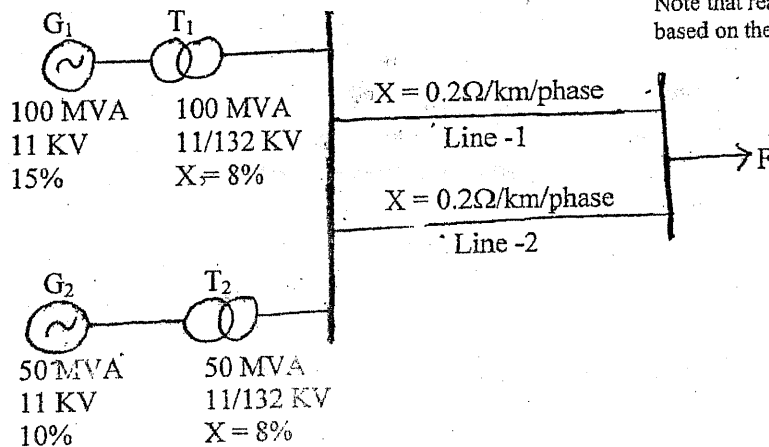 Note that rea
based on the
G₁
T₁
100 MVA
11 KV
15%
100 MVA
11/132 KV
X = 8%
X = 0.2Ω/km/phase
Line -1
X = 0.2Ω/km/phase
Line -2
F
G₂
T₂
50 MVA
11 KV
10%
50 MVA
11/132 KV
X = 8%